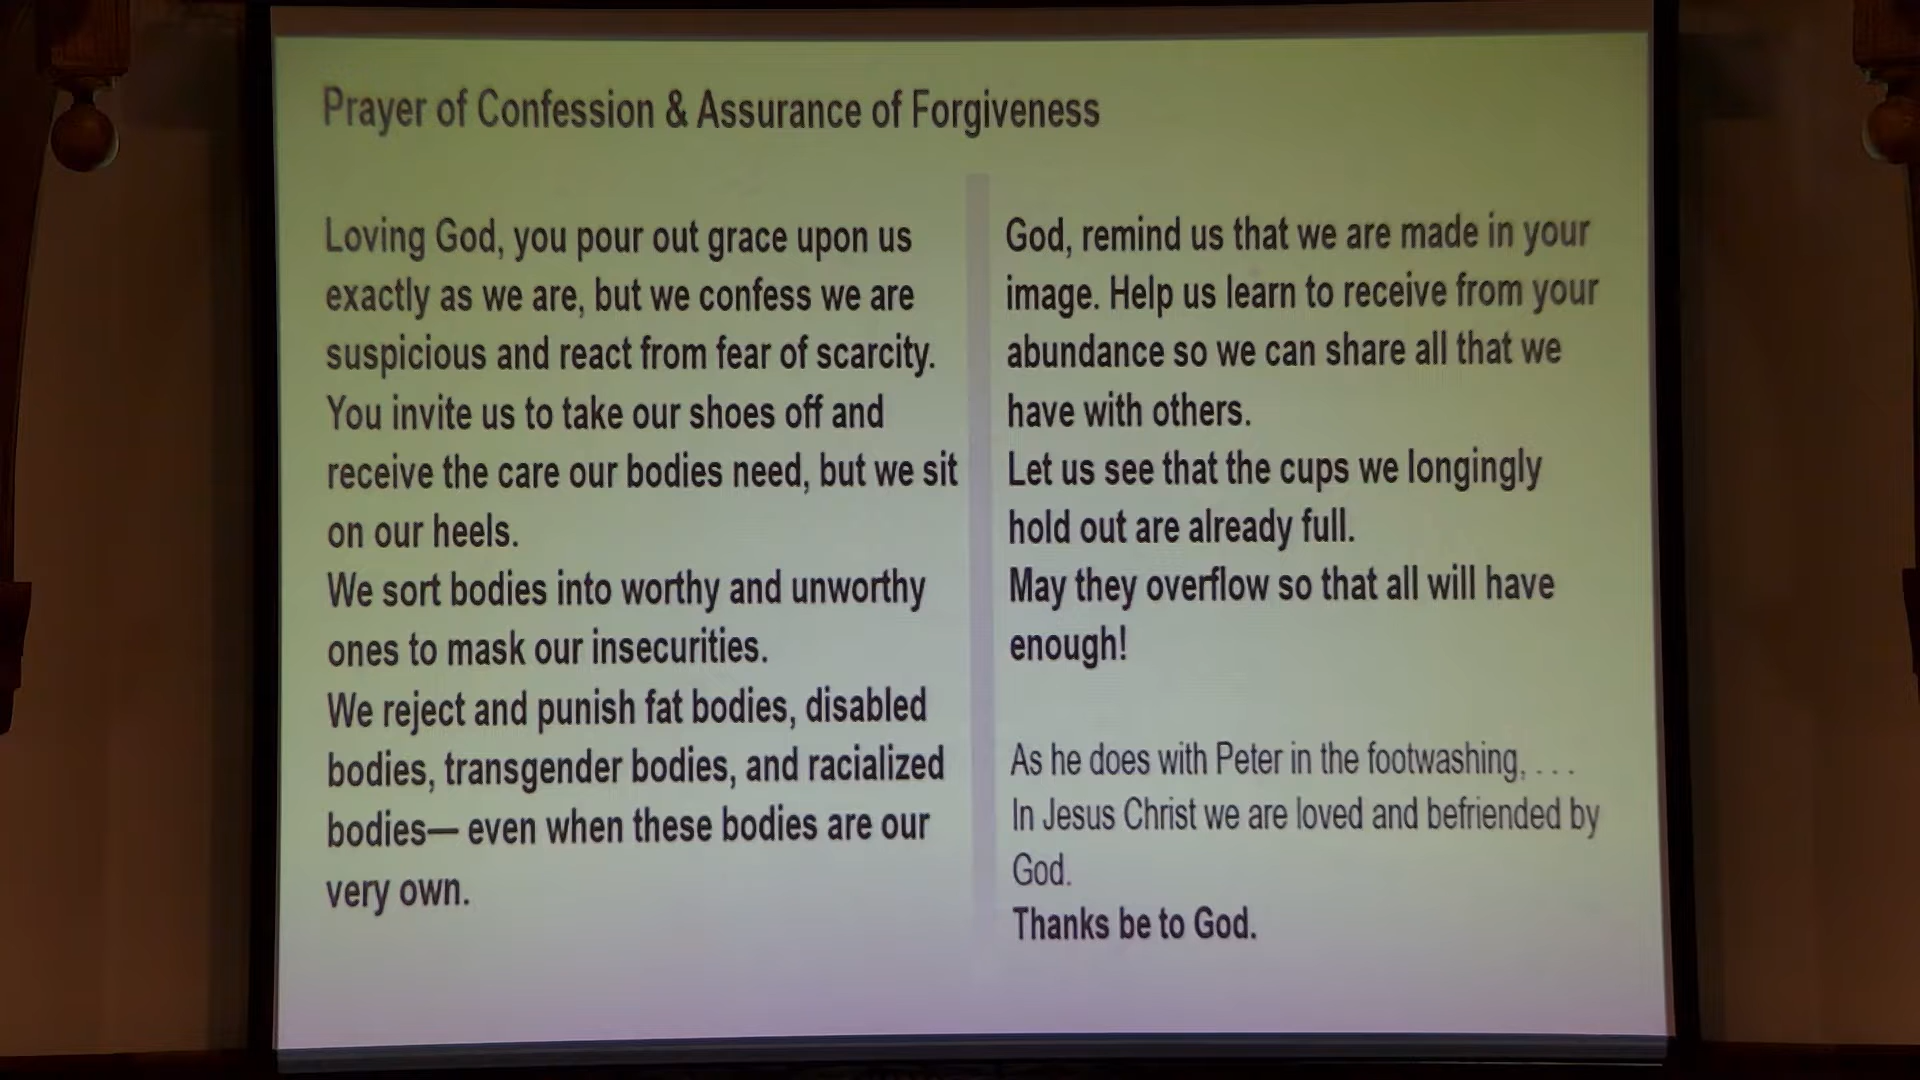 Prayer of Confession & Assurance of Forgiveness
Loving God, you pour out grace upon us
exactly as we are, but we confess we are
suspicious and react from fear of scarcity.
You invite us to take our shoes off and
receive the care our bodies need, but we sit
on our heels.
We sort bodies into worthy and unworthy
ones to mask our insecurities.
We reject and punish fat bodies, disabled
bodies, transgender bodies, and racialized
bodies— even when these bodies are our
very own.
God, remind us that we are made in your
image. Help us learn to receive from your
abundance so we can share all that we
have with others.
Let us see that the cups we longingly
hold out are already full.
May they overflow so that all will have
enough!
As he does with Peter in the footwashing, . . .
In Jesus Christ we are loved and befriended by
God.
Thanks be to God.